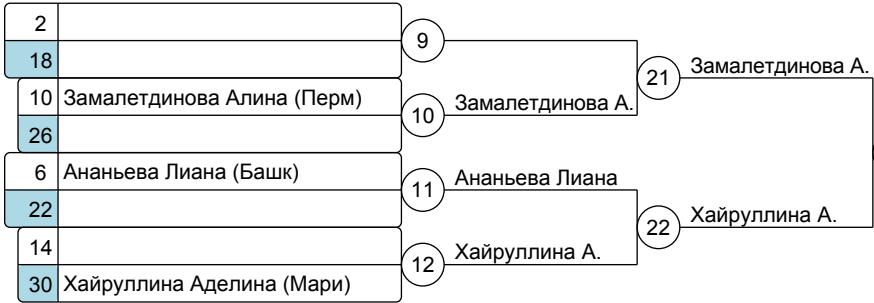 2
18
9
10 Замалетдинова Алина (Перм)
26
10
Замалетдинова А.
21
Замалетдинова А.
6 Ананьева Лиана (Башк)
22
11
Ананьева Лиана
14
30 Хайруллина Аделина (Мари)
12
Хайруллина А.
22
Хайруллина А.